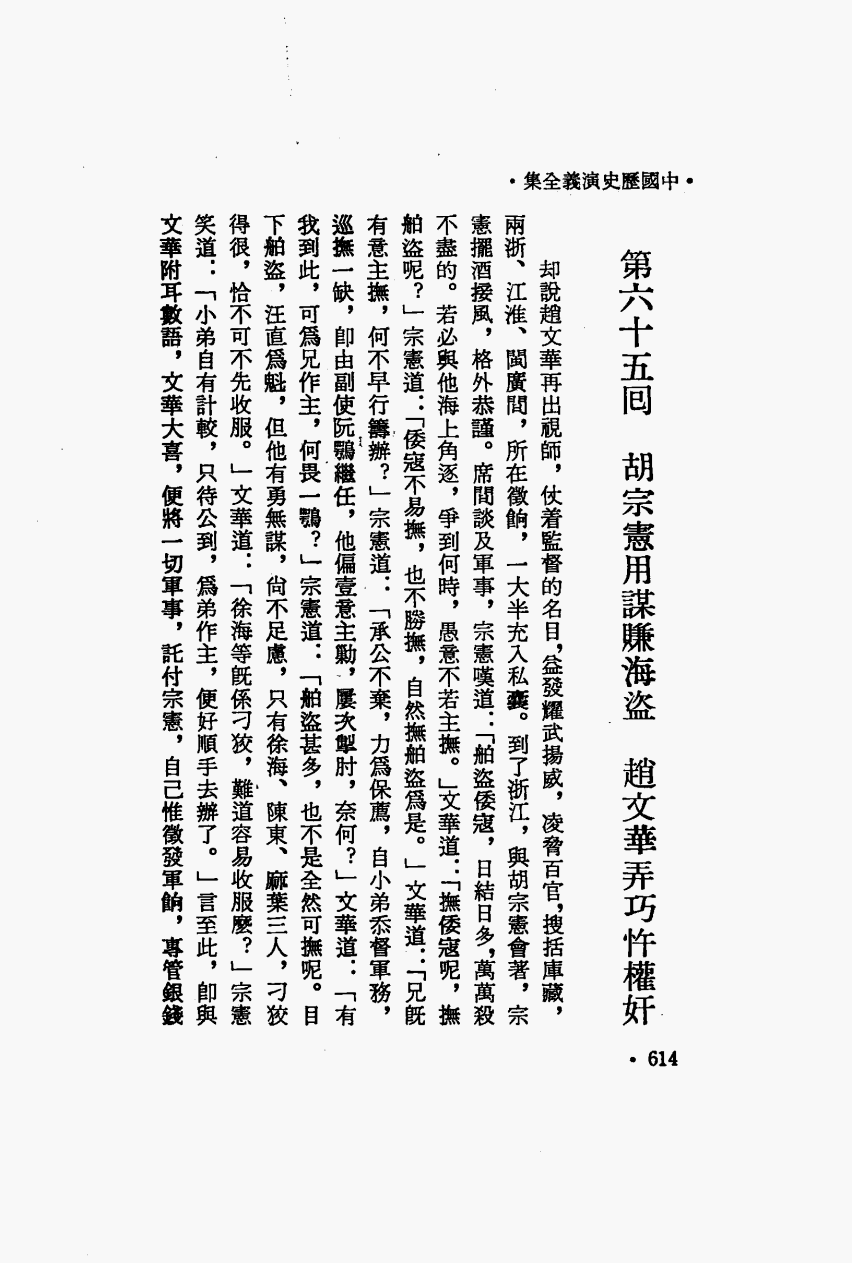 •中國歷史演義全集•
第六十五回　胡宗憲用謀賺海盜　趙文華弄巧忤權奸
却說趙文華再出視師，仗着監督的名目，益發耀武揚威，凌脅百官，搜括庫藏，
兩浙、江淮、閩廣間，所在徵餉，一大半充入私囊。到了浙江，與胡宗憲會著，宗
憲擺酒接風，格外恭謹。席間談及軍事，宗憲嘆道：「舶盜倭寇，日結日多，萬萬殺
不盡的。若必與他海上角逐，爭到何時，愚意不若主撫。」文華道：「撫倭寇呢，撫
舶盜呢？」宗憲道：「倭寇不易撫，也不勝撫，自然撫舶盜爲是。」文華道：「兄旣
有意主撫，何不早行籌辦？」宗憲道：「承公不棄，力爲保薦，自小弟忝督軍務，
巡撫一缺，卽由副使阮鶚繼任，他偏壹意主勦，屢次掣肘，奈何？」文華道：「有
我到此，可爲兄作主，何畏一鶚？」宗憲道：「舶盜甚多，也不是全然可撫呢。目
下舶盜，汪直爲魁，但他有勇無謀，尙不足慮，只有徐海、陳東、麻葉三人，刁狡
得很，恰不可不先收服。」文華道：「徐海等旣係刁狡，難道容易收服麼？」宗憲
笑道：「小弟自有計較，只待公到，爲弟作主，便好順手去辦了。」言至此，卽與
文華附耳數語，文華大喜，便將一切軍事，託付宗憲，自己惟徵發軍餉，專管銀錢
•614